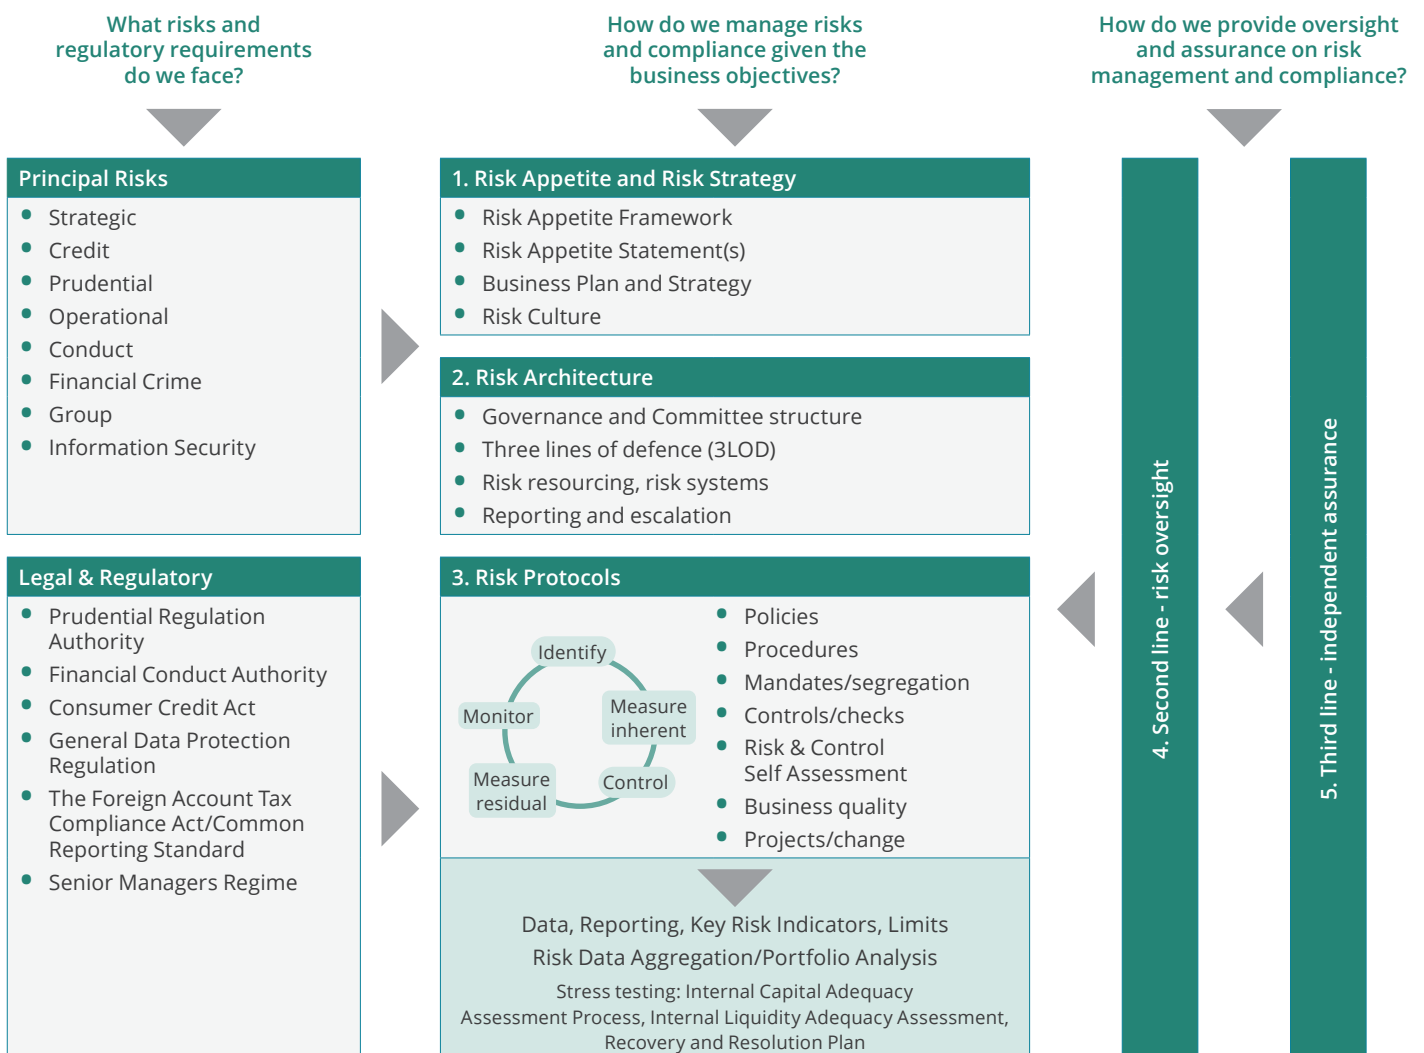 What risks and
regulatory requirements
do we face?
How do we manage risks
and compliance given the
business objectives?
How do we provide oversight
and assurance on risk
management and compliance?
Principal Risks
• Strategic
• Credit
• Prudential
• Operational
• Conduct
• Financial Crime
• Group
• Information Security
Legal & Regulatory
• Prudential Regulation
Authority
• Financial Conduct Authority
• Consumer Credit Act
• General Data Protection
Regulation
• The Foreign Account Tax
Compliance Act/Common
Reporting Standard
• Senior Managers Regime
1. Risk Appetite and Risk Strategy
• Risk Appetite Framework
• Risk Appetite Statement(s)
• Business Plan and Strategy
• Risk Culture
2. Risk Architecture
• Governance and Committee structure
• Three lines of defence (3LOD)
• Risk resourcing, risk systems
• Reporting and escalation
3. Risk Protocols
Identify
Measure
inherent
Control
Measure
residual
Monitor
• Policies
• Procedures
• Mandates/segregation
• Controls/checks
• Risk & Control
Self Assessment
• Business quality
• Projects/change
Data, Reporting, Key Risk Indicators, Limits
Risk Data Aggregation/Portfolio Analysis
Stress testing: Internal Capital Adequacy
Assessment Process, Internal Liquidity Adequacy Assessment,
Recovery and Resolution Plan
4. Second line - risk oversight
5. Third line - independent assurance